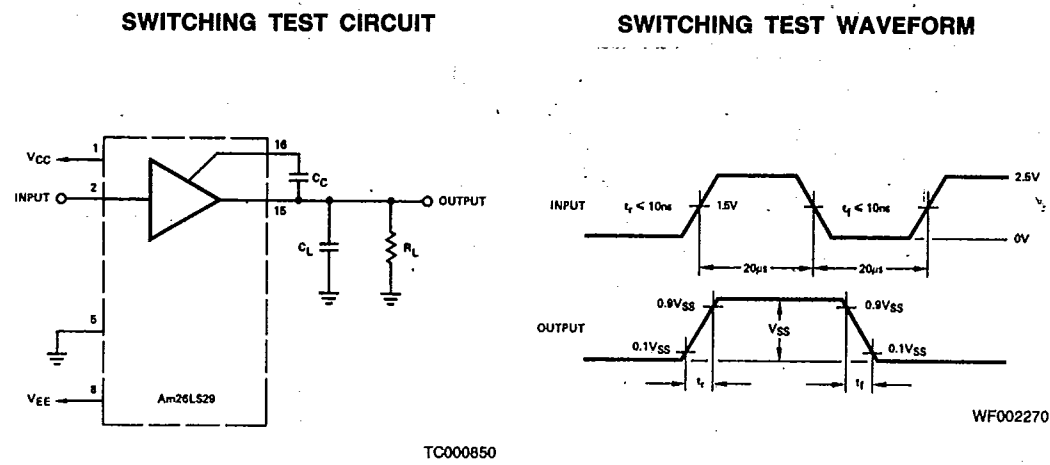 SWITCHING TEST CIRCUIT
VCC
1
INPUT
2
16
CC
15
OUTPUT
CL
RL
5
VEE
8
Am26LS29
TC000850
SWITCHING TEST WAVEFORM
INPUT
tr < 10ns
1.5V
tf < 10ns
2.5V
0V
20µs
20µs
OUTPUT
0.9VSS
VSS
0.9VSS
0.1VSS
0.1VSS
tr
tf
WF002270